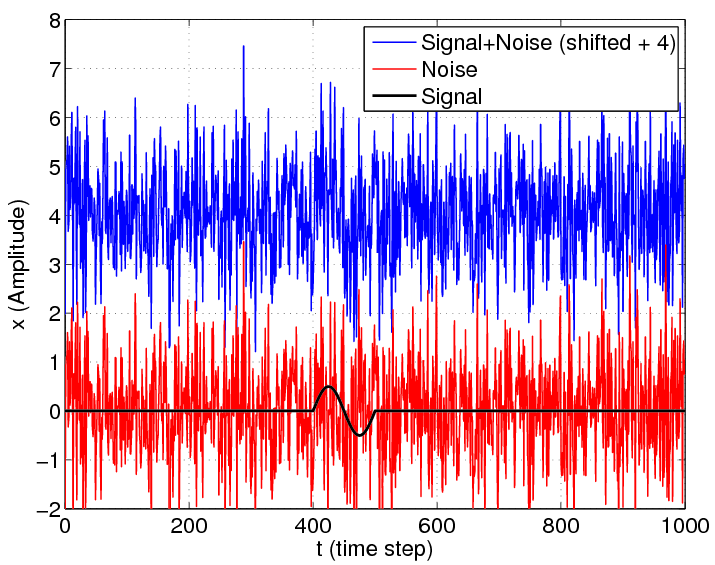 8
7
6
5
4
3
2
1
0
−1
−2
Signal+Noise (shifted + 4)
Noise
Signal
x (Amplitude)
0 200 400 600 800 1000
t (time step)